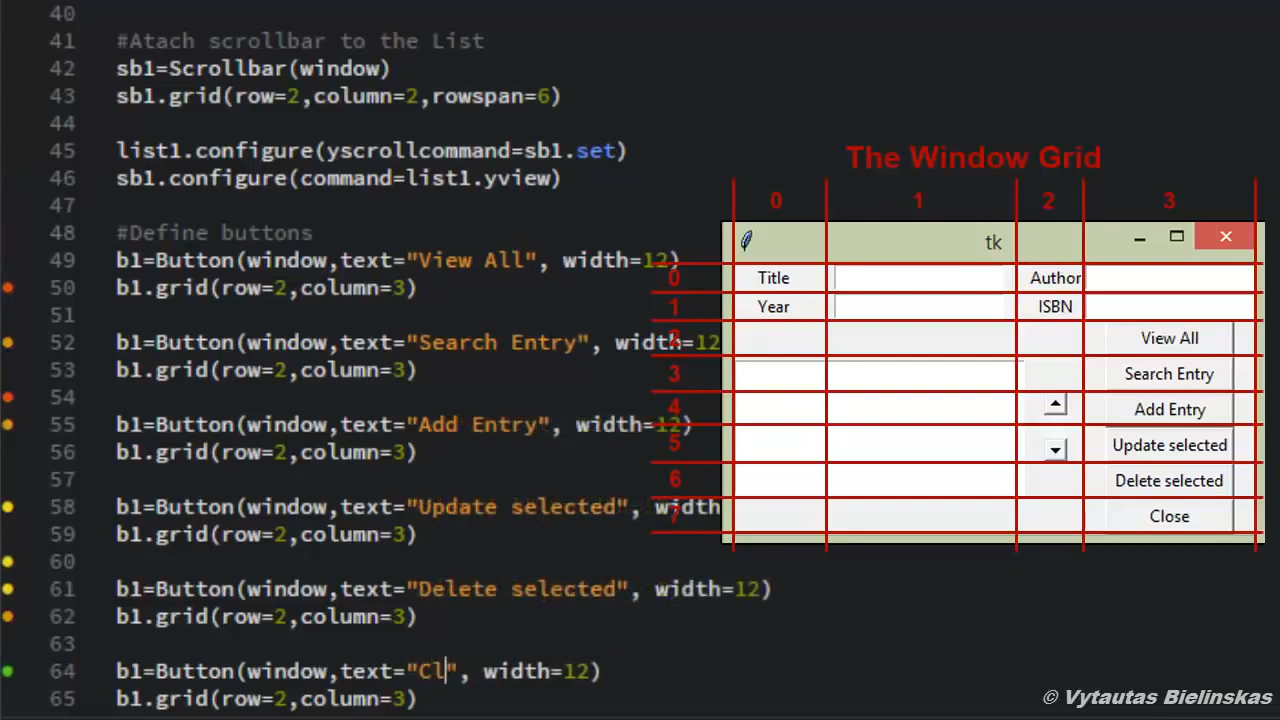 40
41 #Atach scrollbar to the List
42 sb1=Scrollbar(window)
43 sb1.grid(row=2,column=2,rowspan=6)
44
45 list1.configure(yscrollcommand=sb1.set)
46 sb1.configure(command=list1.yview)
47
48 #Define buttons
49 b1=Button(window,text="View All", width=12)
50 b1.grid(row=2,column=3)
51
52 b1=Button(window,text="Search Entry", width=12
53 b1.grid(row=2,column=3)
54
55 b1=Button(window,text="Add Entry", width=12)
56 b1.grid(row=2,column=3)
57
58 b1=Button(window,text="Update selected", width
59 b1.grid(row=2,column=3)
60
61 b1=Button(window,text="Delete selected", width=12)
62 b1.grid(row=2,column=3)
63
64 b1=Button(window,text="Cl", width=12)
65 b1.grid(row=2,column=3)
The Window Grid
0 1 2 3
tk
0 Title Author
1 Year ISBN
2 View All
3 Search Entry
4 Add Entry
5 Update selected
6 Delete selected
7 Close
© Vytautas Bielinskas